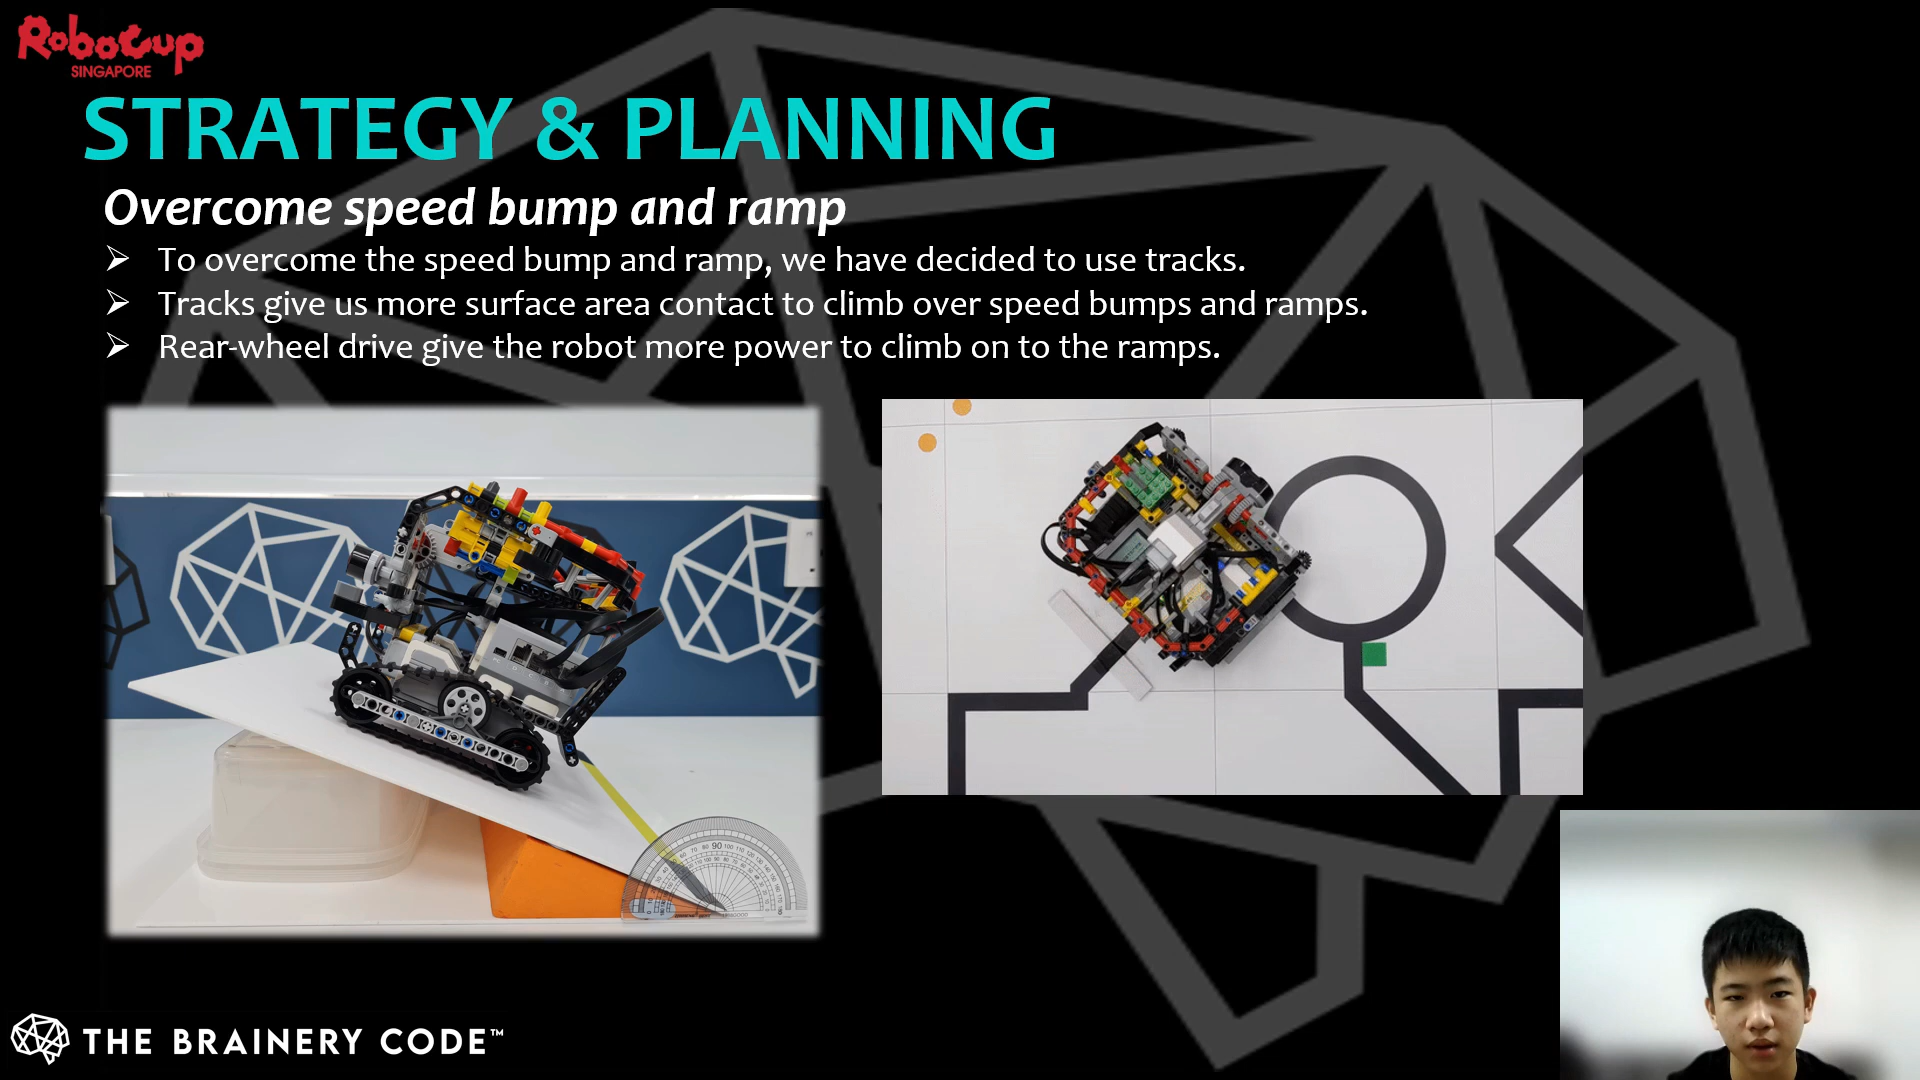 RoboCup
SINGAPORE
STRATEGY & PLANNING
Overcome speed bump and ramp
To overcome the speed bump and ramp, we have decided to use tracks.
Tracks give us more surface area contact to climb over speed bumps and ramps.
Rear-wheel drive give the robot more power to climb on to the ramps.
THE BRAINERY CODE™